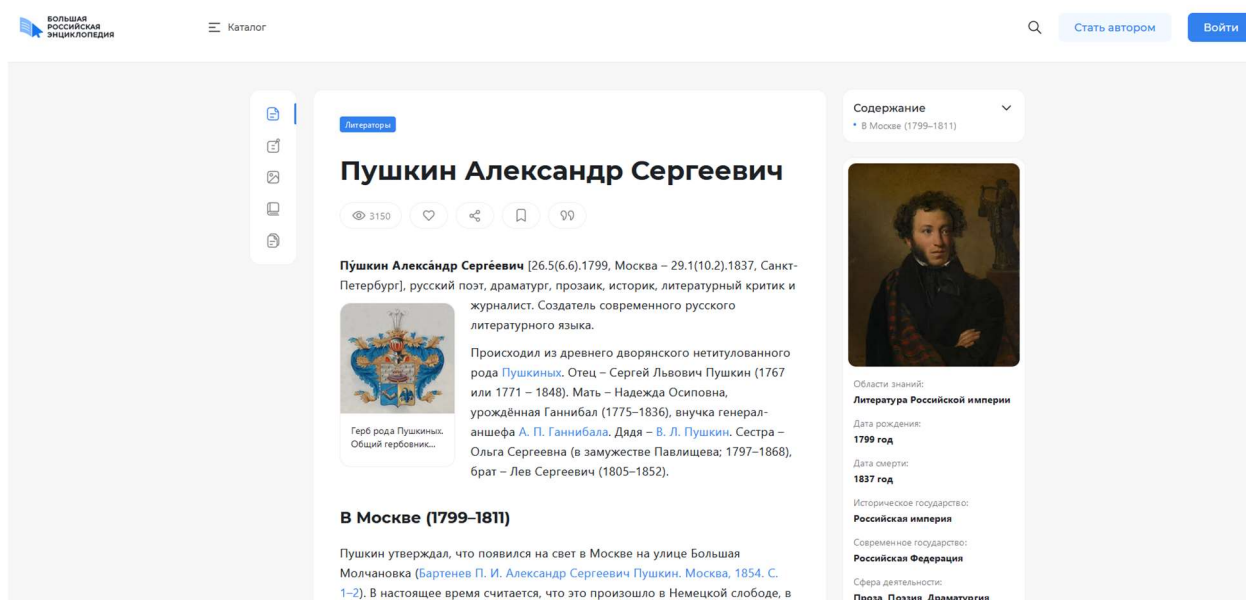 БОЛЬШАЯ
РОССИЙСКАЯ
ЭНЦИКЛОПЕДИЯ
Каталог
Стать автором
Войти
Литераторы
Пушкин Александр Сергеевич
3150
Пу́шкин Алекса́ндр Серге́евич [26.5(6.6).1799, Москва – 29.1(10.2).1837, Санкт-
Петербург], русский поэт, драматург, прозаик, историк, литературный критик и
журналист. Создатель современного русского
литературного языка.
Происходил из древнего дворянского нетитулованного
рода Пушкиных. Отец – Сергей Львович Пушкин (1767
или 1771 – 1848). Мать – Надежда Осиповна,
урождённая Ганнибал (1775–1836), внучка генерал-
аншефа А. П. Ганнибала. Дядя – В. Л. Пушкин. Сестра –
Ольга Сергеевна (в замужестве Павлищева; 1797–1868),
брат – Лев Сергеевич (1805–1852).
Герб рода Пушкиных.
Общий гербовник...
В Москве (1799–1811)
Пушкин утверждал, что появился на свет в Москве на улице Большая
Молчановка (Бартенев П. И. Александр Сергеевич Пушкин. Москва, 1854. С.
1–2). В настоящее время считается, что это произошло в Немецкой слободе, в
Содержание
В Москве (1799–1811)
Области знаний:
Литература Российской империи
Дата рождения:
1799 год
Дата смерти:
1837 год
Историческое государство:
Российская империя
Современное государство:
Российская Федерация
Сфера деятельности:
Проза, Поэзия, Драматургия